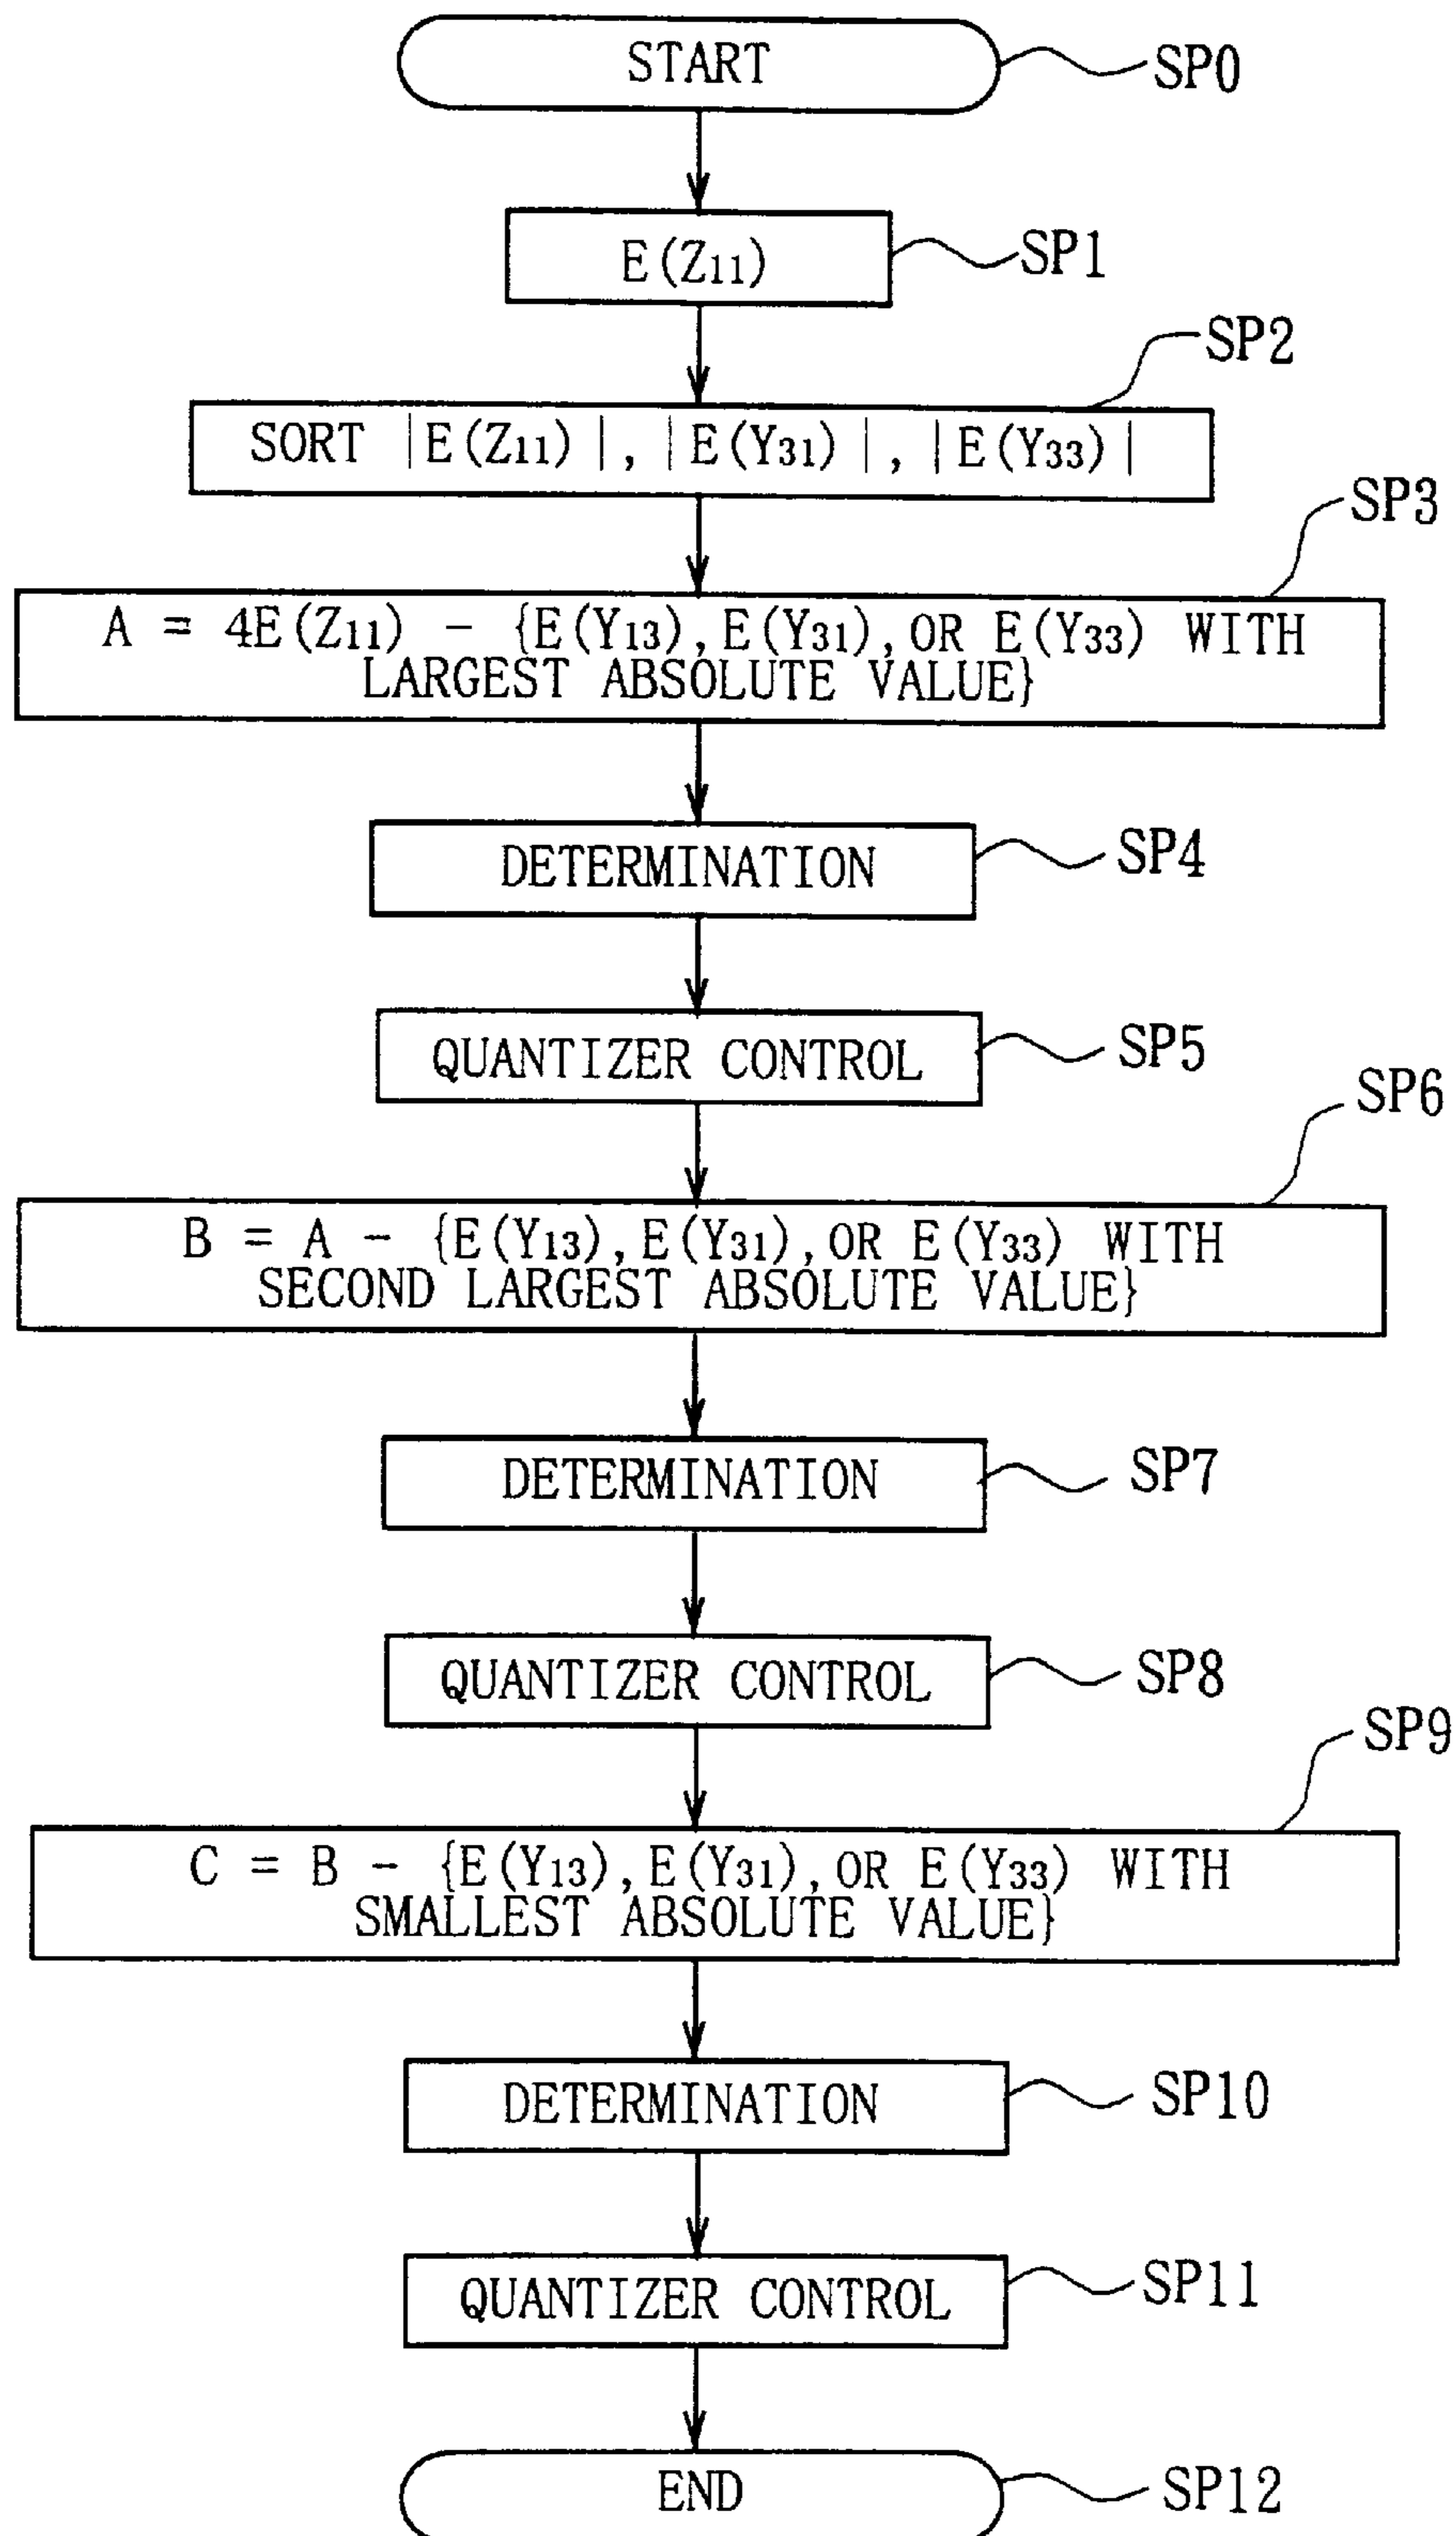 START
SP0
E(Z11)
SP1
SP2
SORT |E(Z11)|, |E(Y31)|, |E(Y33)|
SP3
A = 4E(Z11) - {E(Y13), E(Y31), OR E(Y33) WITH
LARGEST ABSOLUTE VALUE}
DETERMINATION
SP4
QUANTIZER CONTROL
SP5
SP6
B = A - {E(Y13), E(Y31), OR E(Y33) WITH
SECOND LARGEST ABSOLUTE VALUE}
DETERMINATION
SP7
QUANTIZER CONTROL
SP8
SP9
C = B - {E(Y13), E(Y31), OR E(Y33) WITH
SMALLEST ABSOLUTE VALUE}
DETERMINATION
SP10
QUANTIZER CONTROL
SP11
END
SP12